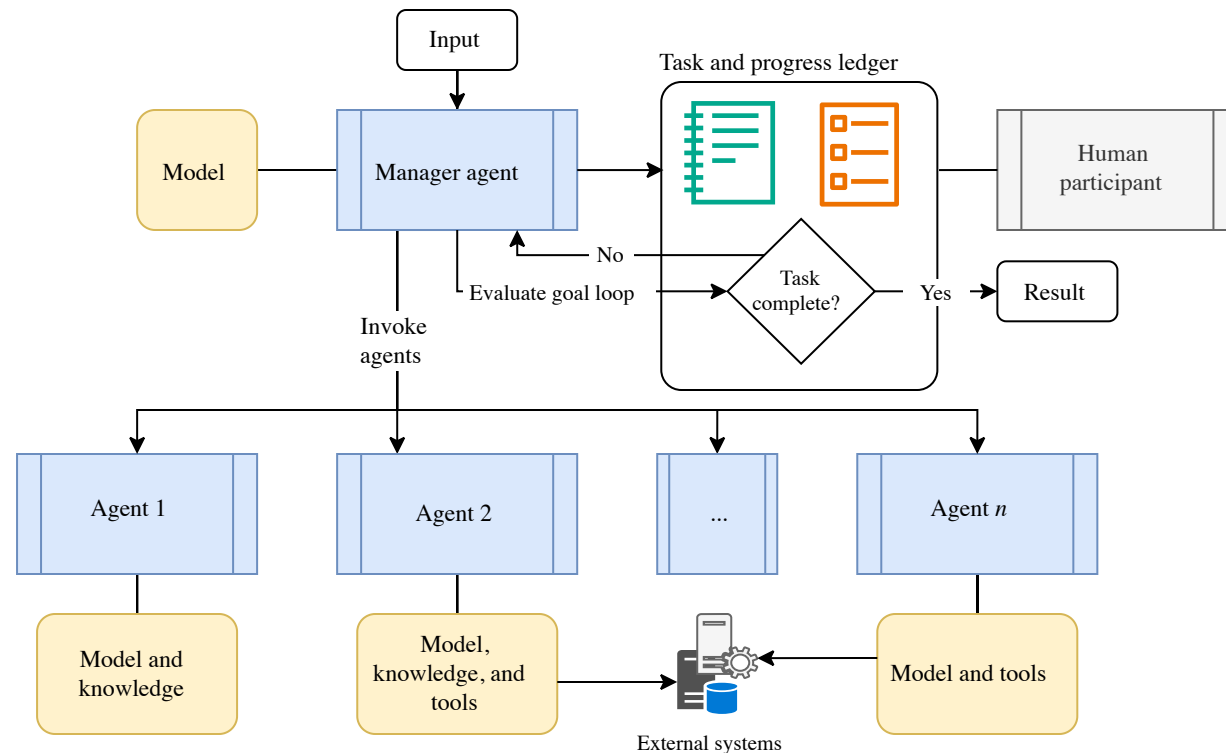 Input
Task and progress ledger
Model
Manager agent
Human
participant
No
Evaluate goal loop
Task
complete?
Yes
Result
Invoke
agents
Agent 1
Agent 2
...
Agent n
Model and
knowledge
Model,
knowledge, and
tools
Model and tools
External systems